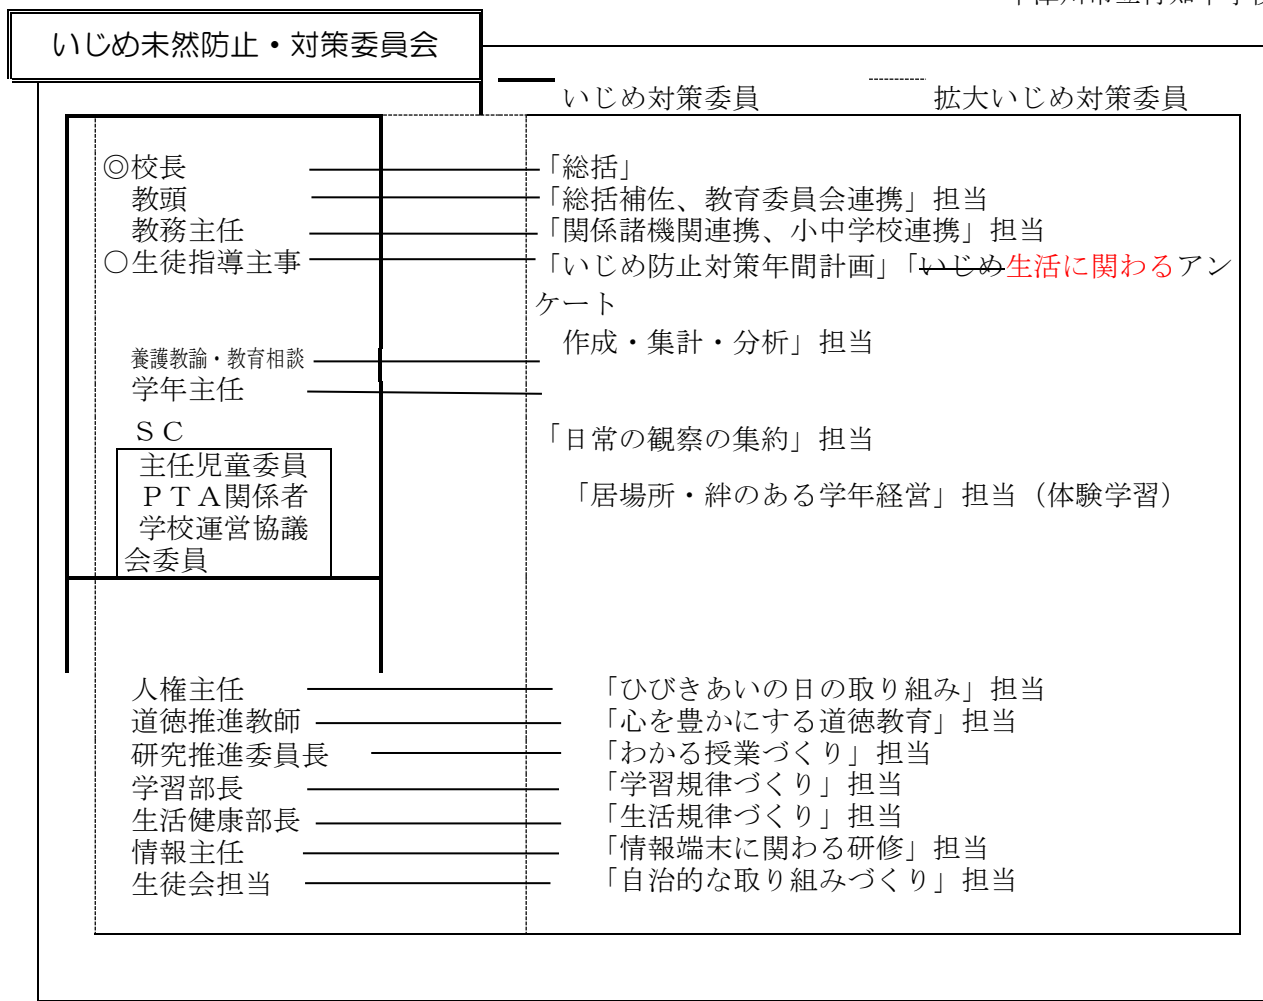 いじめ未然防止・対策委員会
いじめ対策委員 拡大いじめ対策委員
◎校長 「総括」
教頭 「総括補佐、教育委員会連携」担当
教務主任 「関係諸機関連携、小中学校連携」担当
○生徒指導主事 「いじめ防止対策年間計画」「いじめ生活に関わるアン
ケート
作成・集計・分析」担当
養護教諭・教育相談
学年主任
ＳＣ
「日常の観察の集約」担当
主任児童委員
ＰＴＡ関係者
「居場所・絆のある学年経営」担当（体験学習）
学校運営協議
会委員
人権主任 「ひびきあいの日の取り組み」担当
道徳推進教師 「心を豊かにする道徳教育」担当
研究推進委員長 「わかる授業づくり」担当
学習部長 「学習規律づくり」担当
生活健康部長 「生活規律づくり」担当
情報主任 「情報端末に関わる研修」担当
生徒会担当 「自治的な取り組みづくり」担当